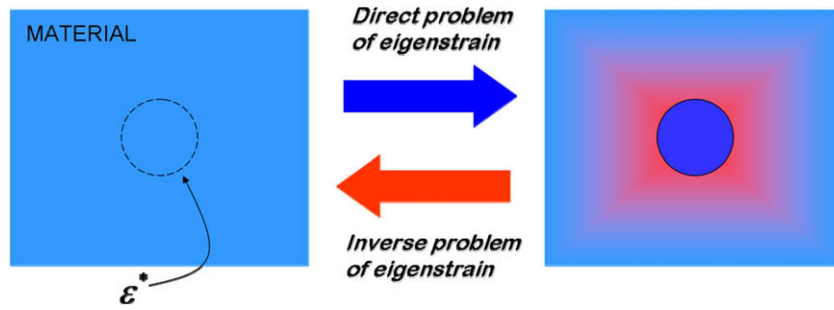 MATERIAL
Direct problem
of eigenstrain
Inverse problem
of eigenstrain
ε*